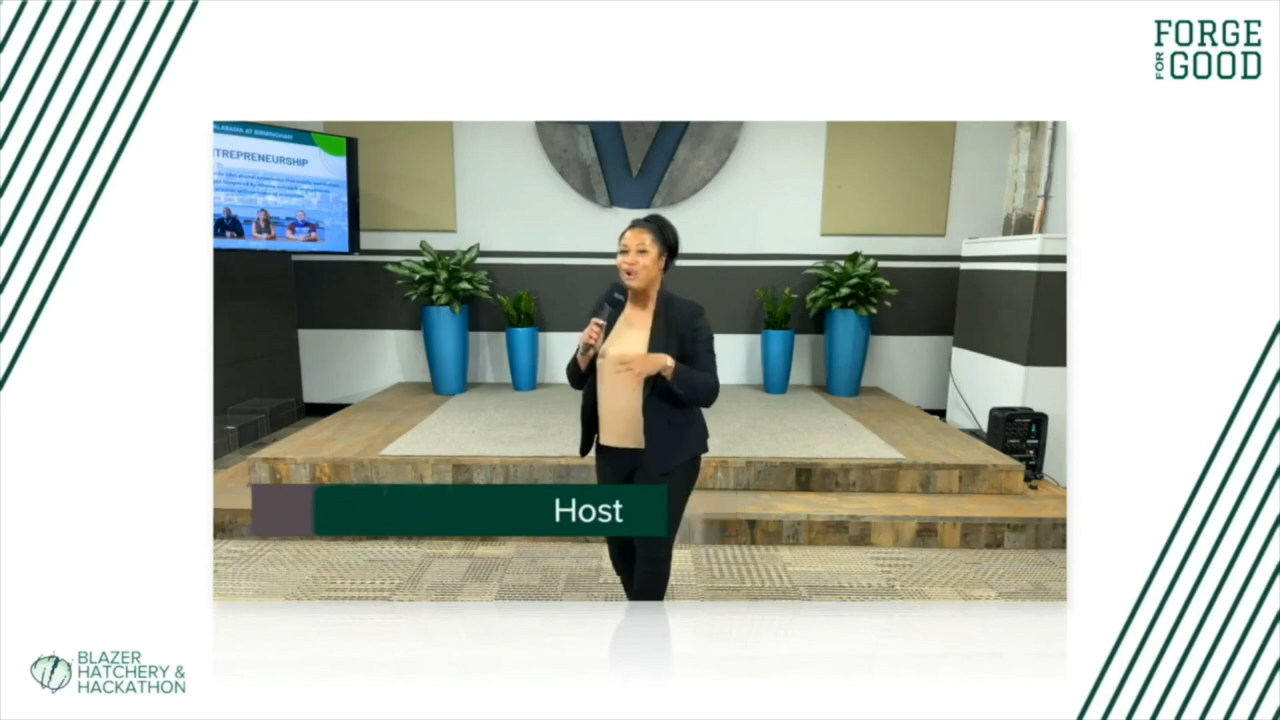 FORGE
FOR
GOOD
ALABAMA AT BIRMINGHAM
TREPRENEURSHIP
V
Host
BLAZER
HATCHERY &
HACKATHON